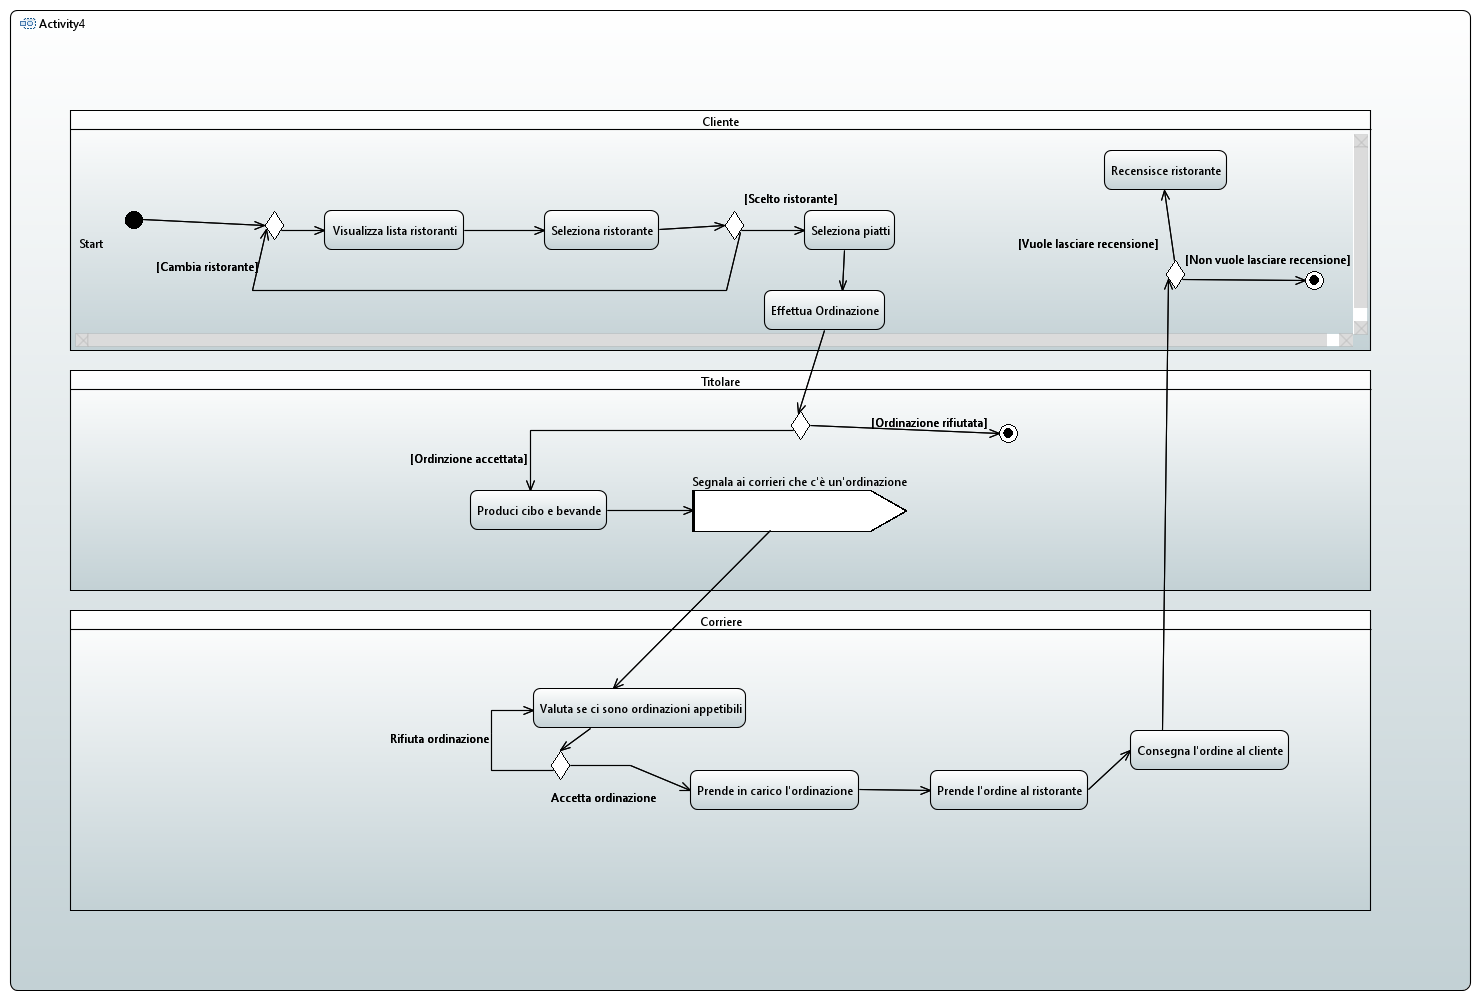 Activity4
Cliente
Recensisce ristorante
[Scelto ristorante]
Visualizza lista ristoranti
Seleziona ristorante
Seleziona piatti
Start
[Vuole lasciare recensione]
[Non vuole lasciare recensione]
[Cambia ristorante]
Effettua Ordinazione
Titolare
[Ordinazione rifiutata]
[Ordinzione accettata]
Segnala ai corrieri che c'è un'ordinazione
Produci cibo e bevande
Corriere
Valuta se ci sono ordinazioni appetibili
Rifiuta ordinazione
Consegna l'ordine al cliente
Accetta ordinazione
Prende in carico l'ordinazione
Prende l'ordine al ristorante